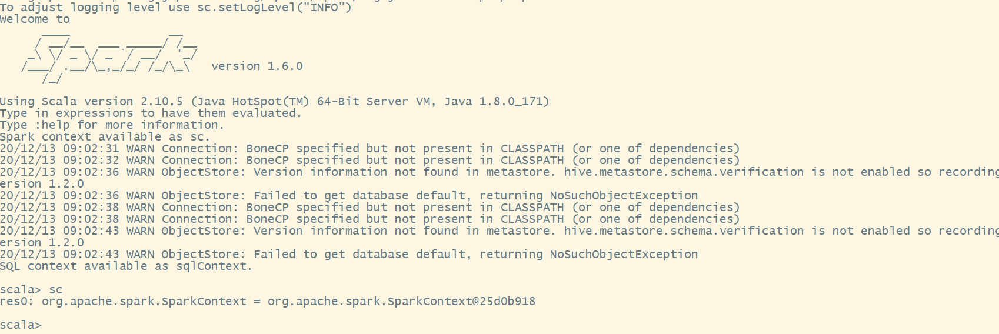 To adjust logging level use sc.setLogLevel("INFO")
Welcome to
      ____              __
     / __/__  ___ _____/ /__
    _\ \/ _ \/ _ `/ __/  '_/
   /___/ .__/\_,_/_/ /_/\_\   version 1.6.0
      /_/
Using Scala version 2.10.5 (Java HotSpot(TM) 64-Bit Server VM, Java 1.8.0_171)
Type in expressions to have them evaluated.
Type :help for more information.
Spark context available as sc.
20/12/13 09:02:31 WARN Connection: BoneCP specified but not present in CLASSPATH (or one of dependencies)
20/12/13 09:02:32 WARN Connection: BoneCP specified but not present in CLASSPATH (or one of dependencies)
20/12/13 09:02:36 WARN ObjectStore: Version information not found in metastore. hive.metastore.schema.verification is not enabled so recording
ersion 1.2.0
20/12/13 09:02:36 WARN ObjectStore: Failed to get database default, returning NoSuchObjectException
20/12/13 09:02:38 WARN Connection: BoneCP specified but not present in CLASSPATH (or one of dependencies)
20/12/13 09:02:38 WARN Connection: BoneCP specified but not present in CLASSPATH (or one of dependencies)
20/12/13 09:02:43 WARN ObjectStore: Version information not found in metastore. hive.metastore.schema.verification is not enabled so recording
ersion 1.2.0
20/12/13 09:02:43 WARN ObjectStore: Failed to get database default, returning NoSuchObjectException
SQL context available as sqlContext.
scala> sc
res0: org.apache.spark.SparkContext = org.apache.spark.SparkContext@25d0b918
scala>